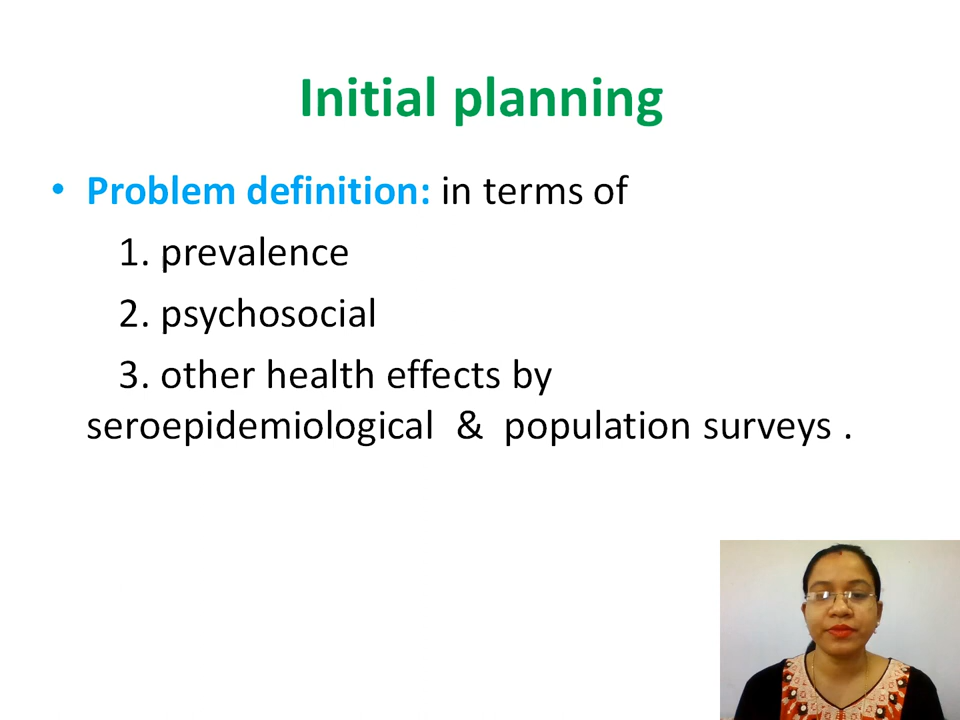 Initial planning
• Problem definition: in terms of
1. prevalence
2. psychosocial
3. other health effects by
seroepidemiological & population surveys .